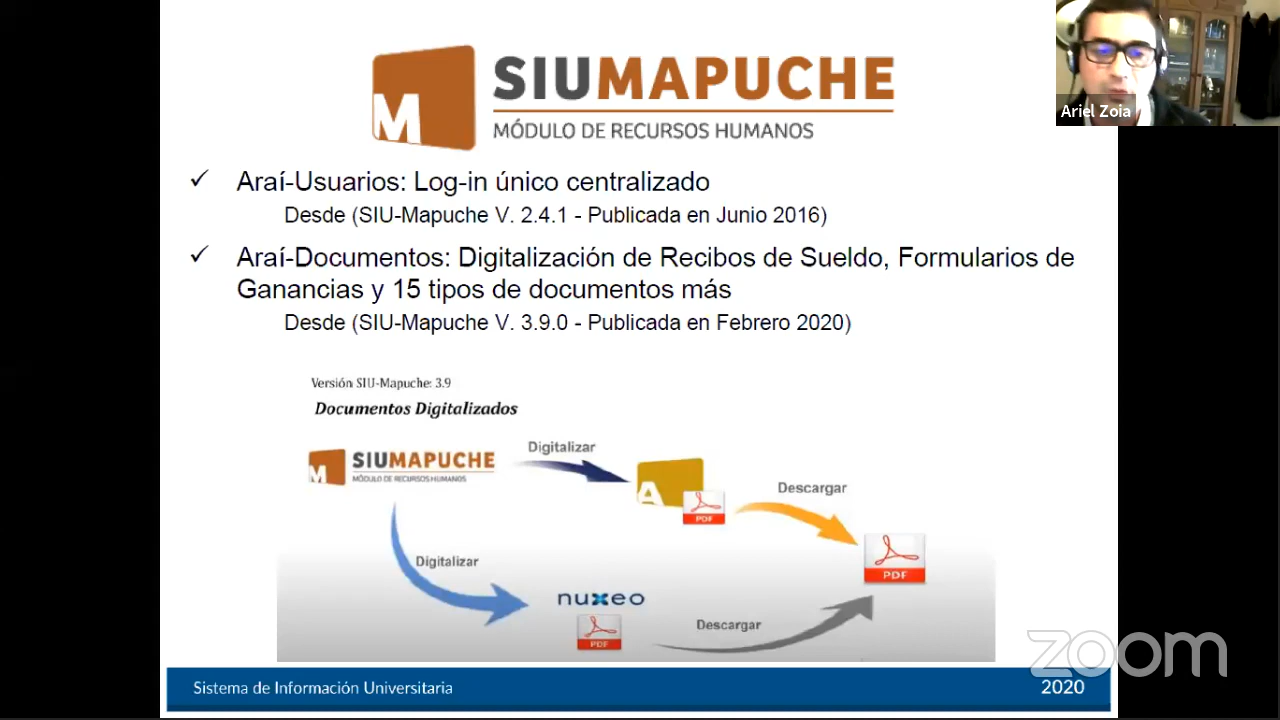 M SIUMAPUCHE
MÓDULO DE RECURSOS HUMANOS
Ariel Zoia
✓ Araí-Usuarios: Log-in único centralizado
Desde (SIU-Mapuche V. 2.4.1 - Publicada en Junio 2016)
✓ Araí-Documentos: Digitalización de Recibos de Sueldo, Formularios de
Ganancias y 15 tipos de documentos más
Desde (SIU-Mapuche V. 3.9.0 - Publicada en Febrero 2020)
Versión SIU-Mapuche: 3.9
Documentos Digitalizados
M SIUMAPUCHE
MÓDULO DE RECURSOS HUMANOS
Digitalizar
A
PDF
Descargar
PDF
Digitalizar
nuxeo
PDF
Descargar
zoom
Sistema de Información Universitaria
2020